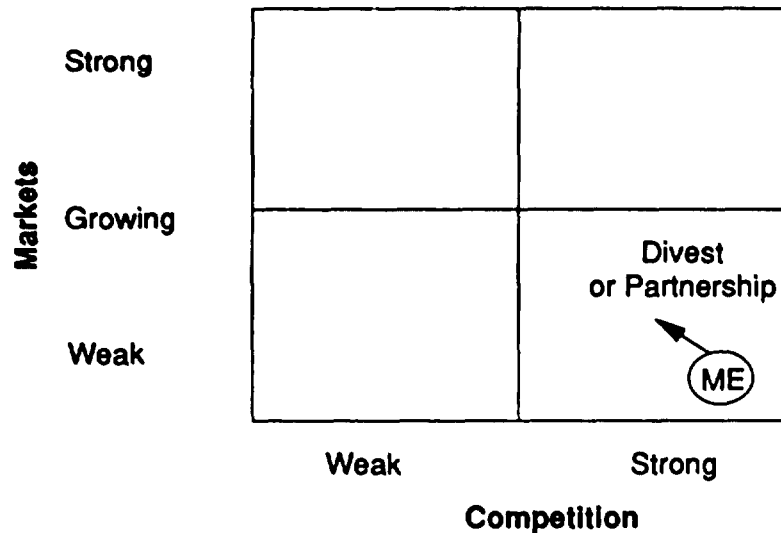 Strong
Markets
Growing
Divest
or Partnership
Weak
ME
Weak
Strong
Competition